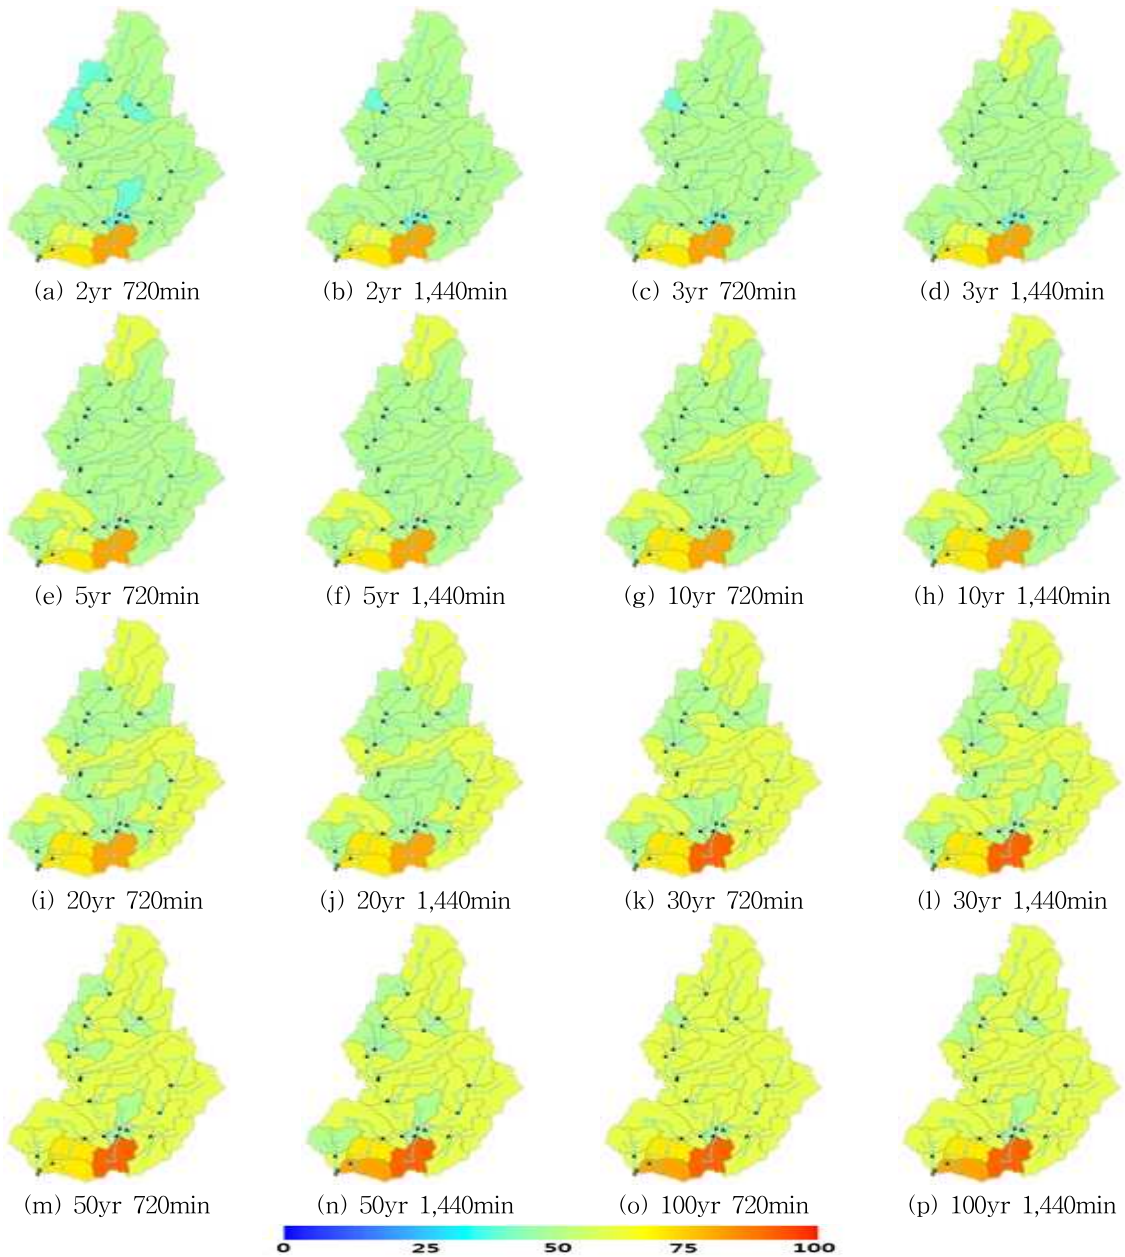 (a) 2yr 720min
(b) 2yr 1,440min
(c) 3yr 720min
(d) 3yr 1,440min
(e) 5yr 720min
(f) 5yr 1,440min
(g) 10yr 720min
(h) 10yr 1,440min
(i) 20yr 720min
(j) 20yr 1,440min
(k) 30yr 720min
(l) 30yr 1,440min
(m) 50yr 720min
(n) 50yr 1,440min
(o) 100yr 720min
(p) 100yr 1,440min
0 25 50 75 100